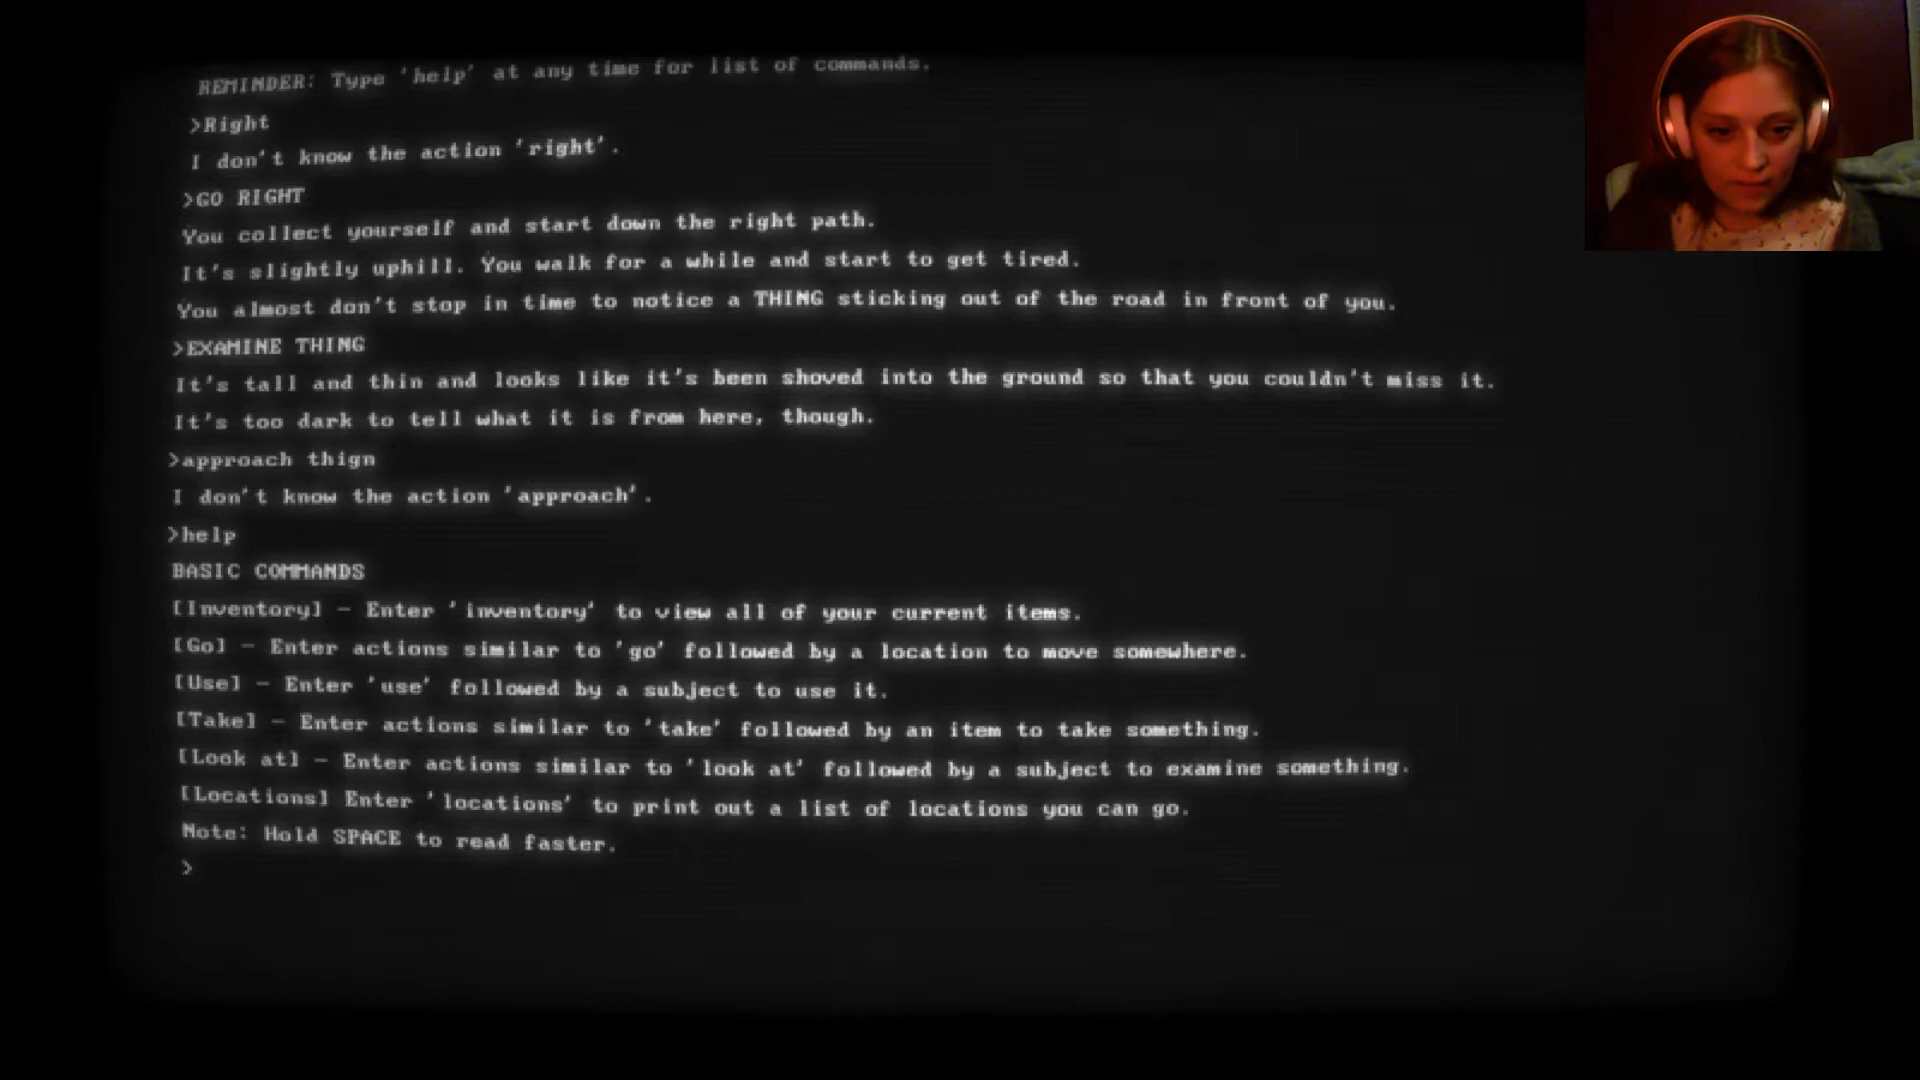 REMINDER: Type 'help' at any time for list of commands.
>Right
I don't know the action 'right'.
>GO RIGHT
You collect yourself and start down the right path.
It's slightly uphill. You walk for a while and start to get tired.
You almost don't stop in time to notice a THING sticking out of the road in front of you.
>EXAMINE THING
It's tall and thin and looks like it's been shoved into the ground so that you couldn't miss it.
It's too dark to tell what it is from here, though.
>approach thign
I don't know the action 'approach'.
>help
BASIC COMMANDS
[Inventory] - Enter 'inventory' to view all of your current items.
[Go] - Enter actions similar to 'go' followed by a location to move somewhere.
[Use] - Enter 'use' followed by a subject to use it.
[Take] - Enter actions similar to 'take' followed by an item to take something.
[Look at] - Enter actions similar to 'look at' followed by a subject to examine something.
[Locations] Enter 'locations' to print out a list of locations you can go.
Note: Hold SPACE to read faster.
>